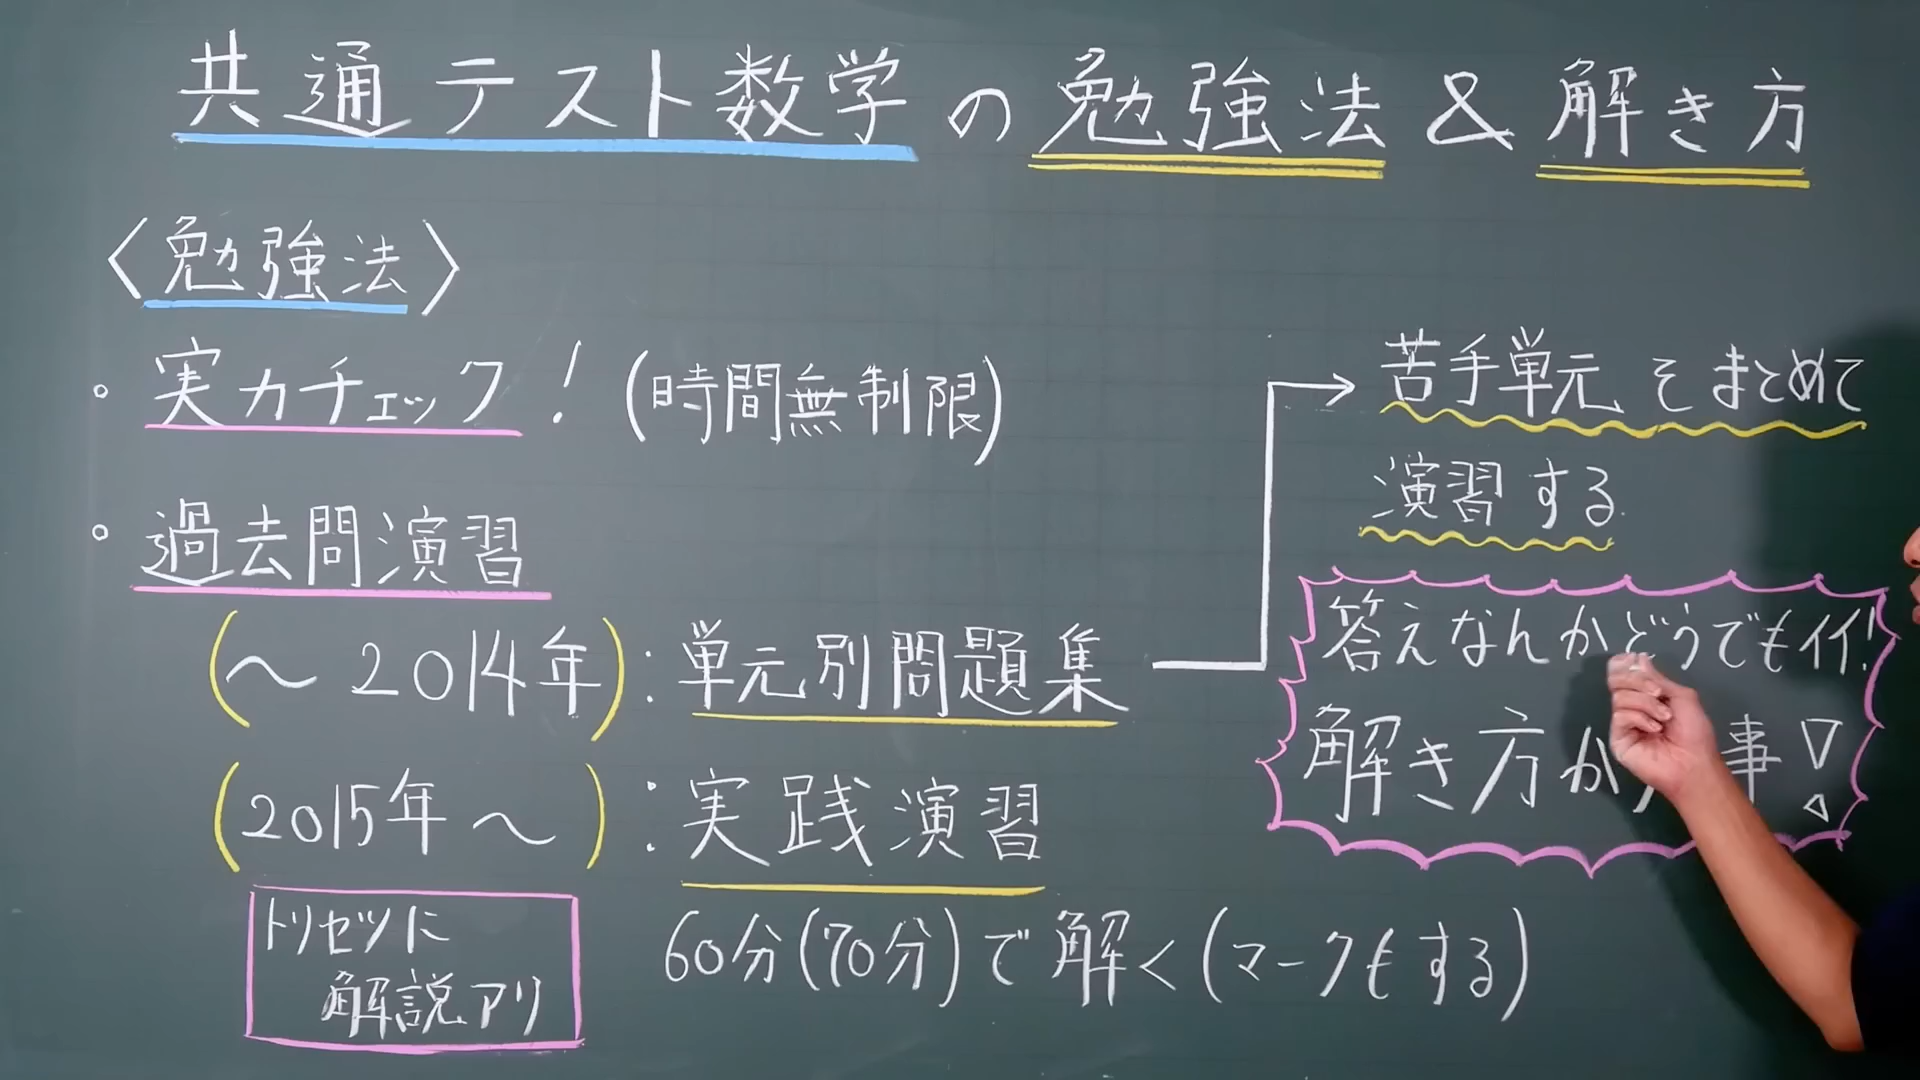 共通テスト数学の勉強法&解き方
〈勉強法〉
・実力チェック!(時間無制限)
・過去問演習
(〜2014年):単元別問題集
(2015年〜):実践演習
60分(70分)で解く(マークもする)
トリセツに
解説アリ
苦手単元をまとめて
演習する
答えなんかどうでもイイ!
解き方が 事!